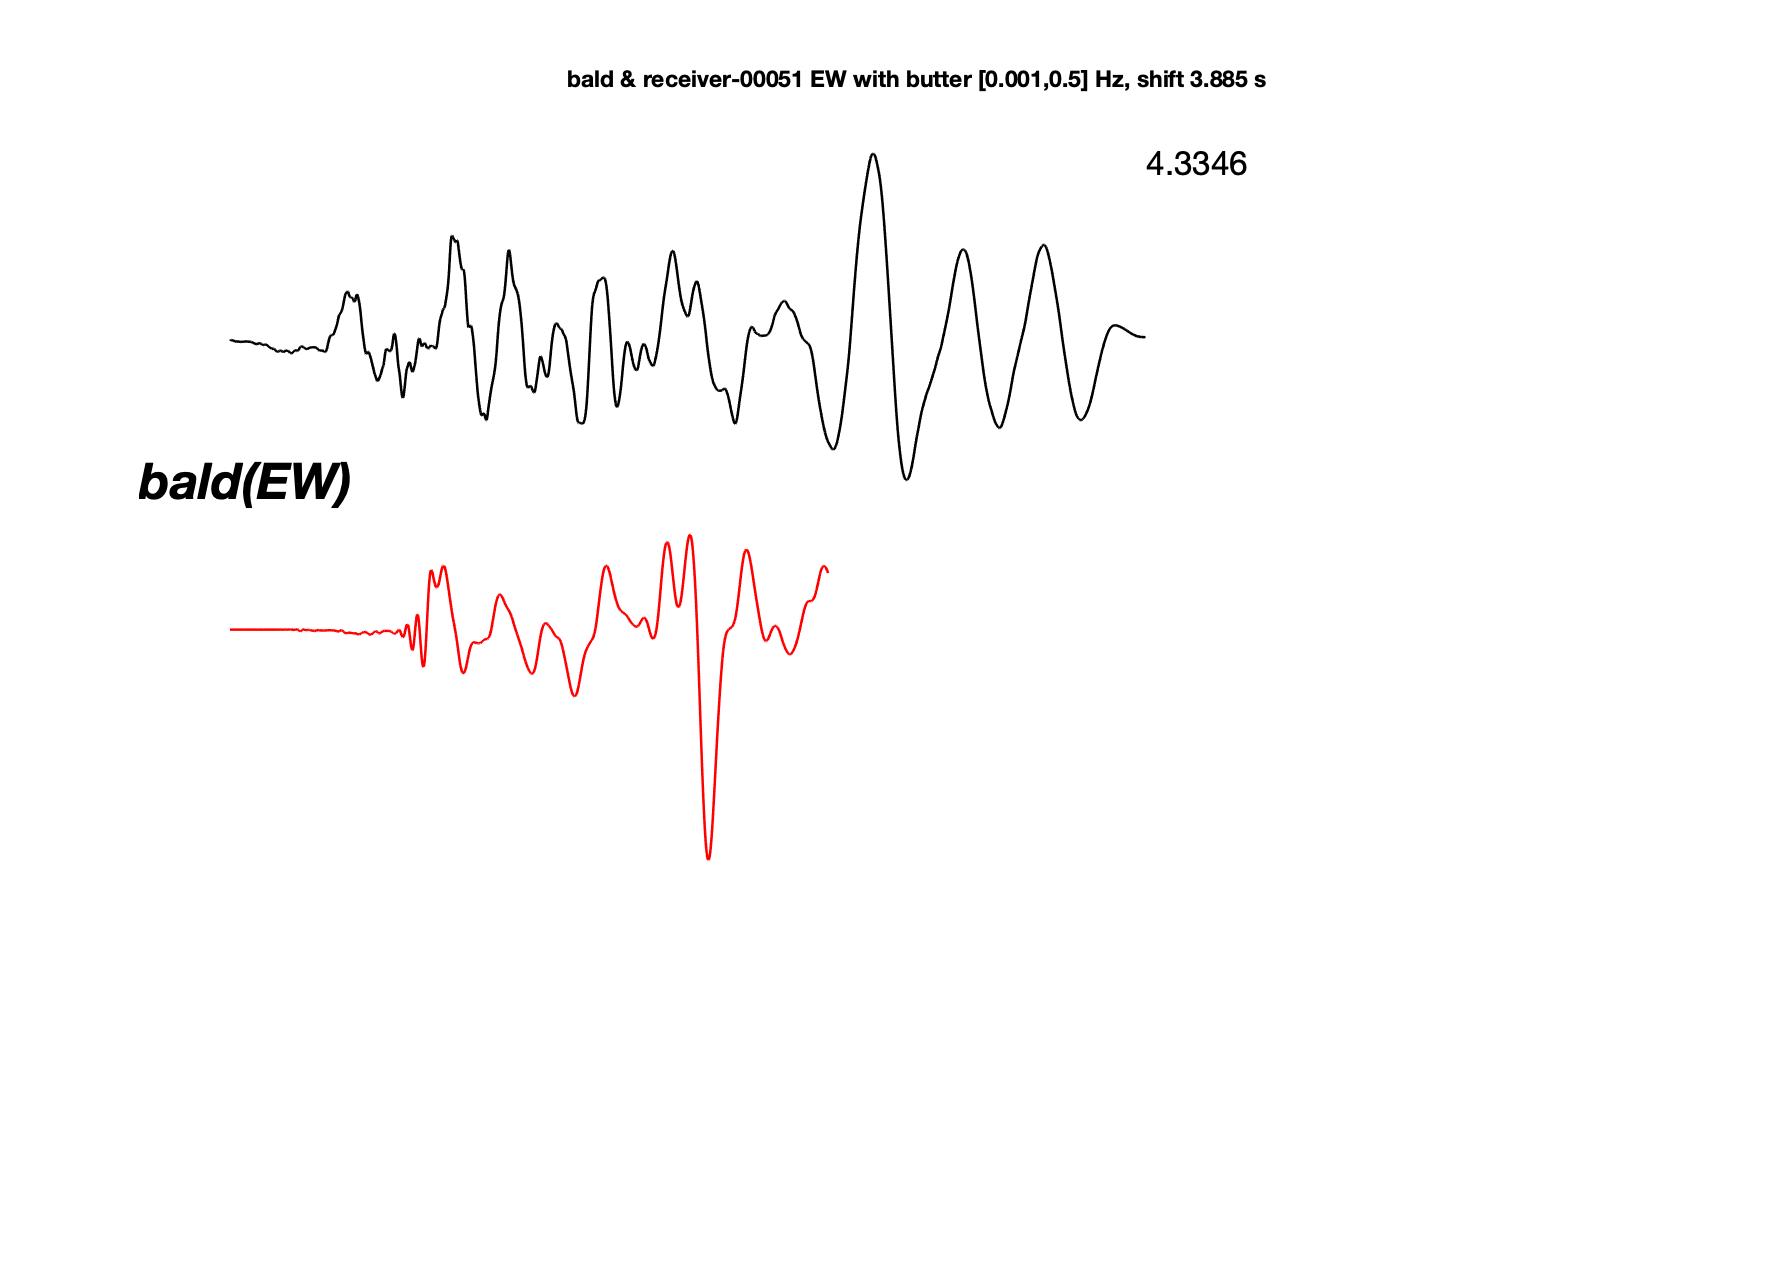 bald & receiver-00051 EW with butter [0.001,0.5] Hz, shift 3.885 s
4.3346
bald(EW)